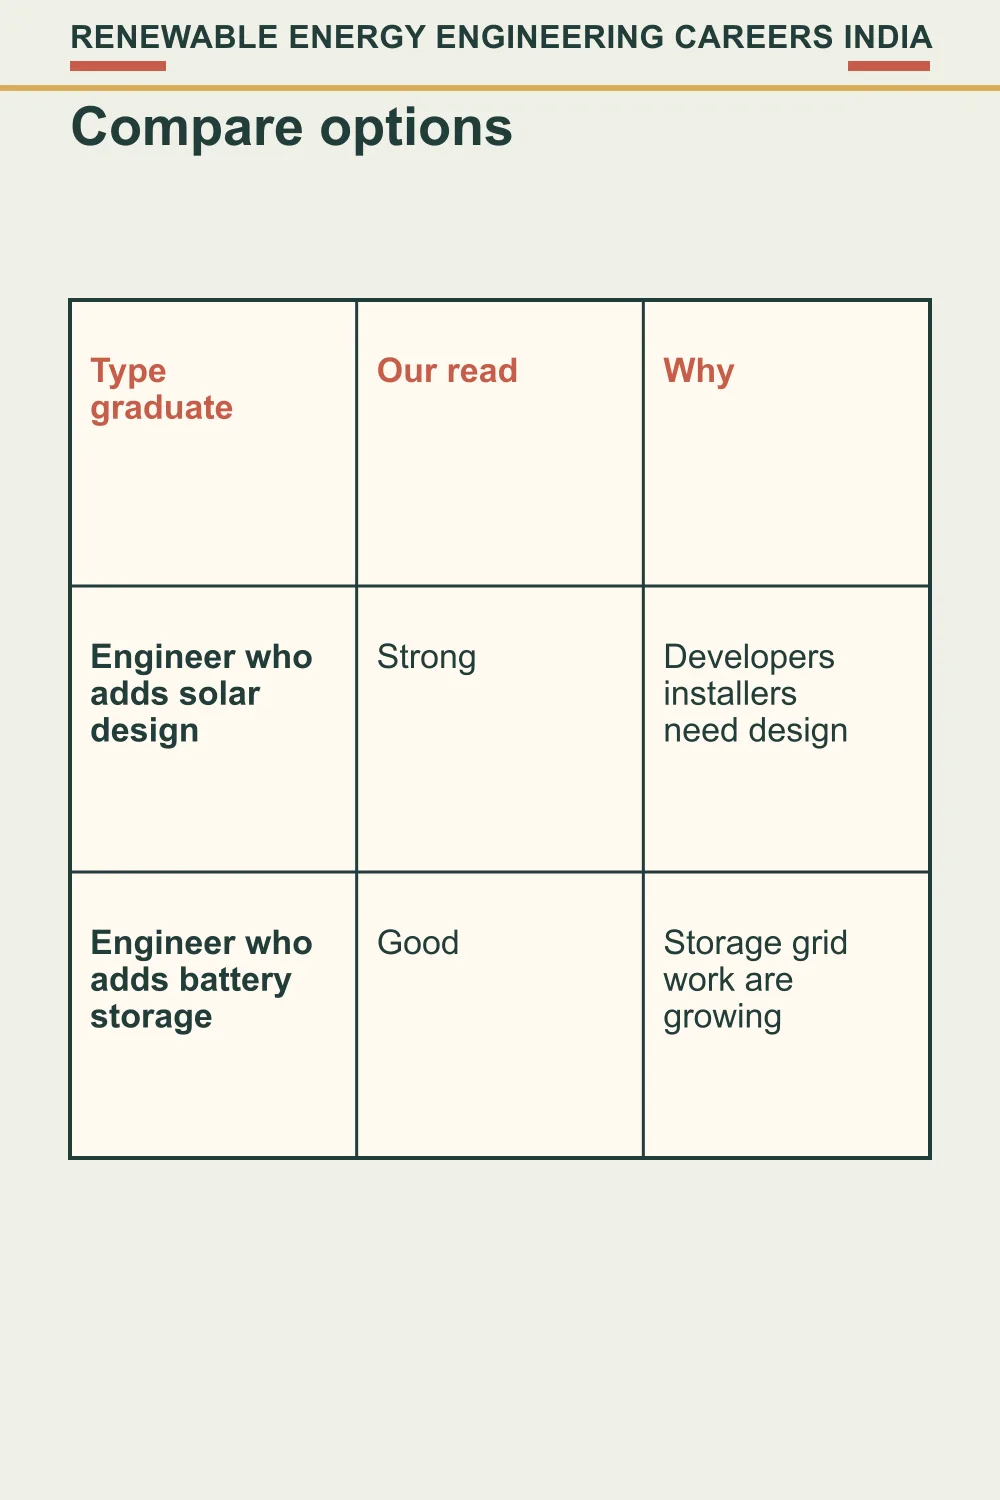 RENEWABLE ENERGY ENGINEERING CAREERS INDIA
Compare options
Type
graduate
Our read
Why
Engineer who
adds solar
design
Strong
Developers
installers
need design
Engineer who
adds battery
storage
Good
Storage grid
work are
growing